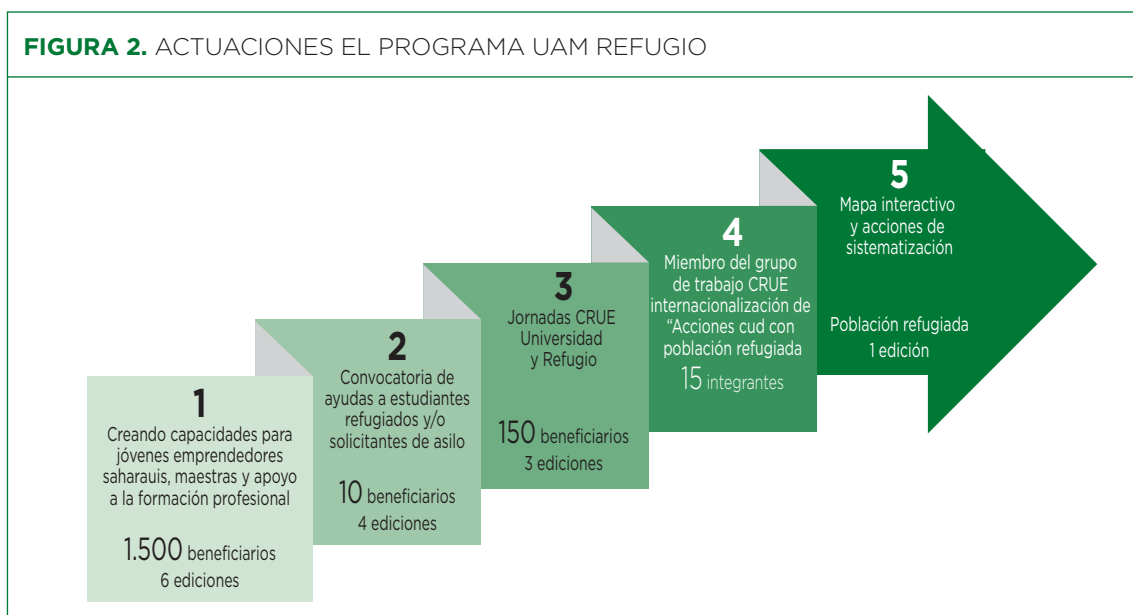 FIGURA 2. ACTUACIONES EL PROGRAMA UAM REFUGIO
1
Creando capacidades para
jóvenes emprendedores
saharauis, maestras y apoyo
a la formación profesional
1.500 beneficiarios
6 ediciones
2
Convocatoria de
ayudas a estudiantes
refugiados y/o
solicitantes de asilo
10 beneficiarios
4 ediciones
3
Jornadas CRUE
Universidad
y Refugio
150 beneficiarios
3 ediciones
4
Miembro del grupo
de trabajo CRUE
internacionalización de
“Acciones cud con
población refugiada
15 integrantes
5
Mapa interactivo
y acciones de
sistematización
Población refugiada
1 edición